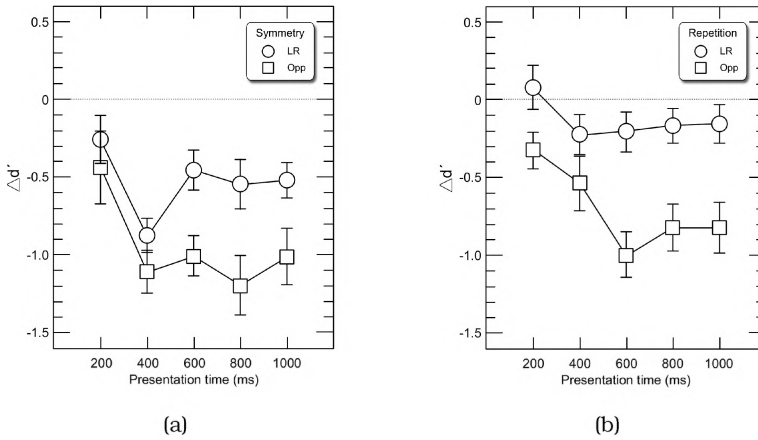 0.5
0
-0.5
-1.0
-1.5
△d´
200 400 600 800 1000
Presentation time (ms)
Symmetry
LR
Opp
(a)
0.5
0
-0.5
-1.0
-1.5
△d´
200 400 600 800 1000
Presentation time (ms)
Repetition
LR
Opp
(b)